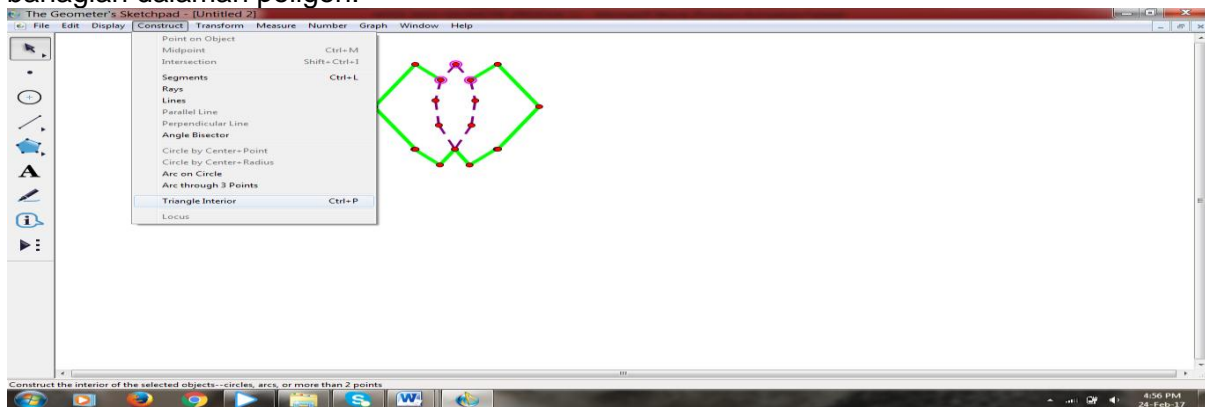 bahagian dalaman poligon.
The Geometer's Sketchpad - [Untitled 2]
File Edit Display Construct Transform Measure Number Graph Window Help
Point on Object
Midpoint Ctrl+M
Intersection Shift+Ctrl+I
Segments Ctrl+L
Rays
Lines
Parallel Line
Perpendicular Line
Angle Bisector
Circle by Center+Point
Circle by Center+Radius
Arc on Circle
Arc through 3 Points
Triangle Interior Ctrl+P
Locus
A
Construct the interior of the selected objects--circles, arcs, or more than 2 points
4:56 PM
24-Feb-17